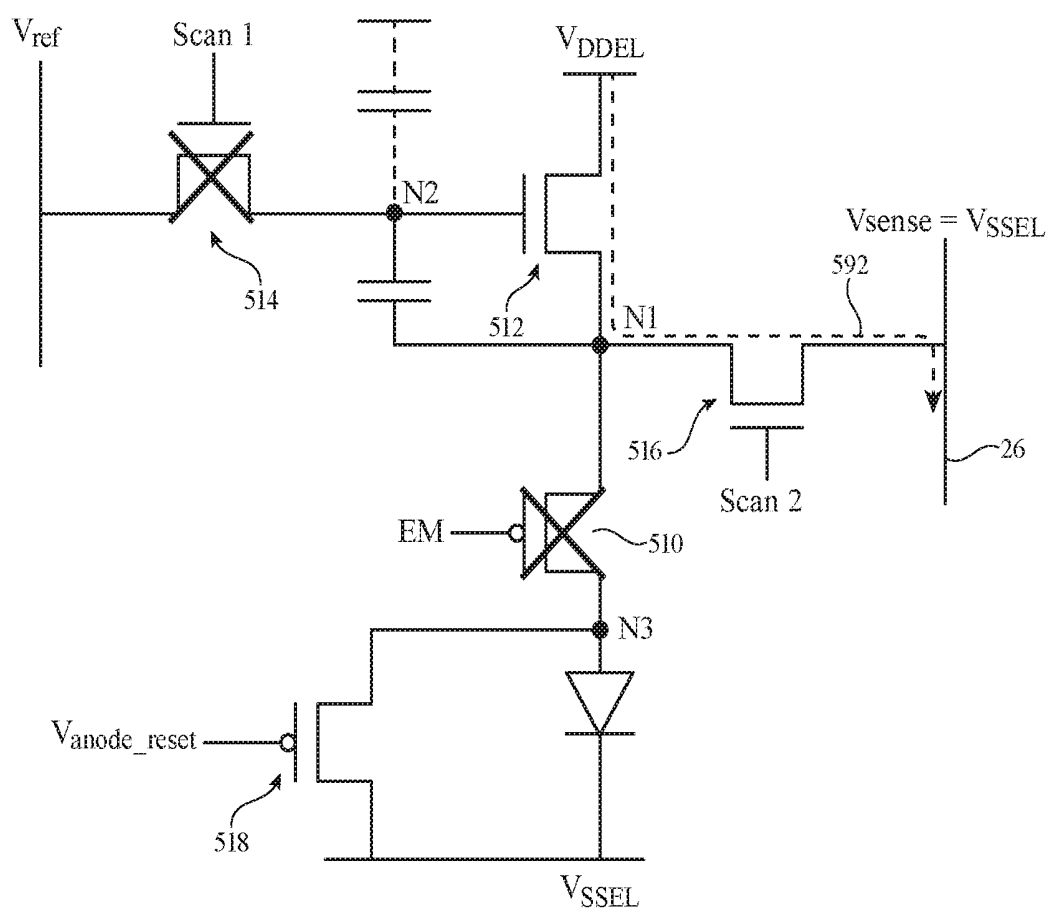 Vref
Scan 1
VDDEL
N2
Vsense = VSSEL
514
512
N1
592
516
26
Scan 2
EM
510
N3
Vanode_reset
518
VSSEL